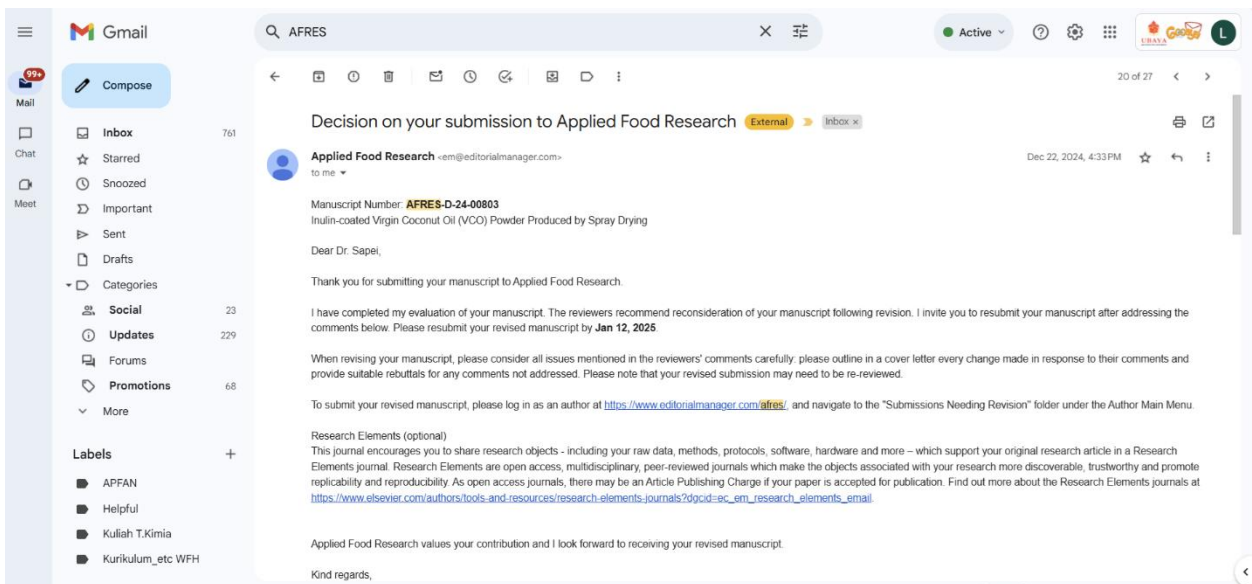 Gmail
AFRES
Active
UBAYA
L
99+
Mail
Compose
20 of 27
Chat
Meet
Inbox 761
Starred
Snoozed
Important
Sent
Drafts
Categories
Social 23
Updates 229
Forums
Promotions 68
More
Labels
APFAN
Helpful
Kuliah T.Kimia
Kurikulum_etc WFH
Decision on your submission to Applied Food Research External Inbox x
Applied Food Research <em@editorialmanager.com> Dec 22, 2024, 4:33 PM
to me
Manuscript Number: AFRES-D-24-00803
Inulin-coated Virgin Coconut Oil (VCO) Powder Produced by Spray Drying
Dear Dr. Sapei,
Thank you for submitting your manuscript to Applied Food Research.
I have completed my evaluation of your manuscript. The reviewers recommend reconsideration of your manuscript following revision. I invite you to resubmit your manuscript after addressing the
comments below. Please resubmit your revised manuscript by Jan 12, 2025.
When revising your manuscript, please consider all issues mentioned in the reviewers' comments carefully: please outline in a cover letter every change made in response to their comments and
provide suitable rebuttals for any comments not addressed. Please note that your revised submission may need to be re-reviewed.
To submit your revised manuscript, please log in as an author at https://www.editorialmanager.com/afres/, and navigate to the "Submissions Needing Revision" folder under the Author Main Menu.
Research Elements (optional)
This journal encourages you to share research objects - including your raw data, methods, protocols, software, hardware and more – which support your original research article in a Research
Elements journal. Research Elements are open access, multidisciplinary, peer-reviewed journals which make the objects associated with your research more discoverable, trustworthy and promote
replicability and reproducibility. As open access journals, there may be an Article Publishing Charge if your paper is accepted for publication. Find out more about the Research Elements journals at
https://www.elsevier.com/authors/tools-and-resources/research-elements-journals?dgcid=ec_em_research_elements_email.
Applied Food Research values your contribution and I look forward to receiving your revised manuscript.
Kind regards,